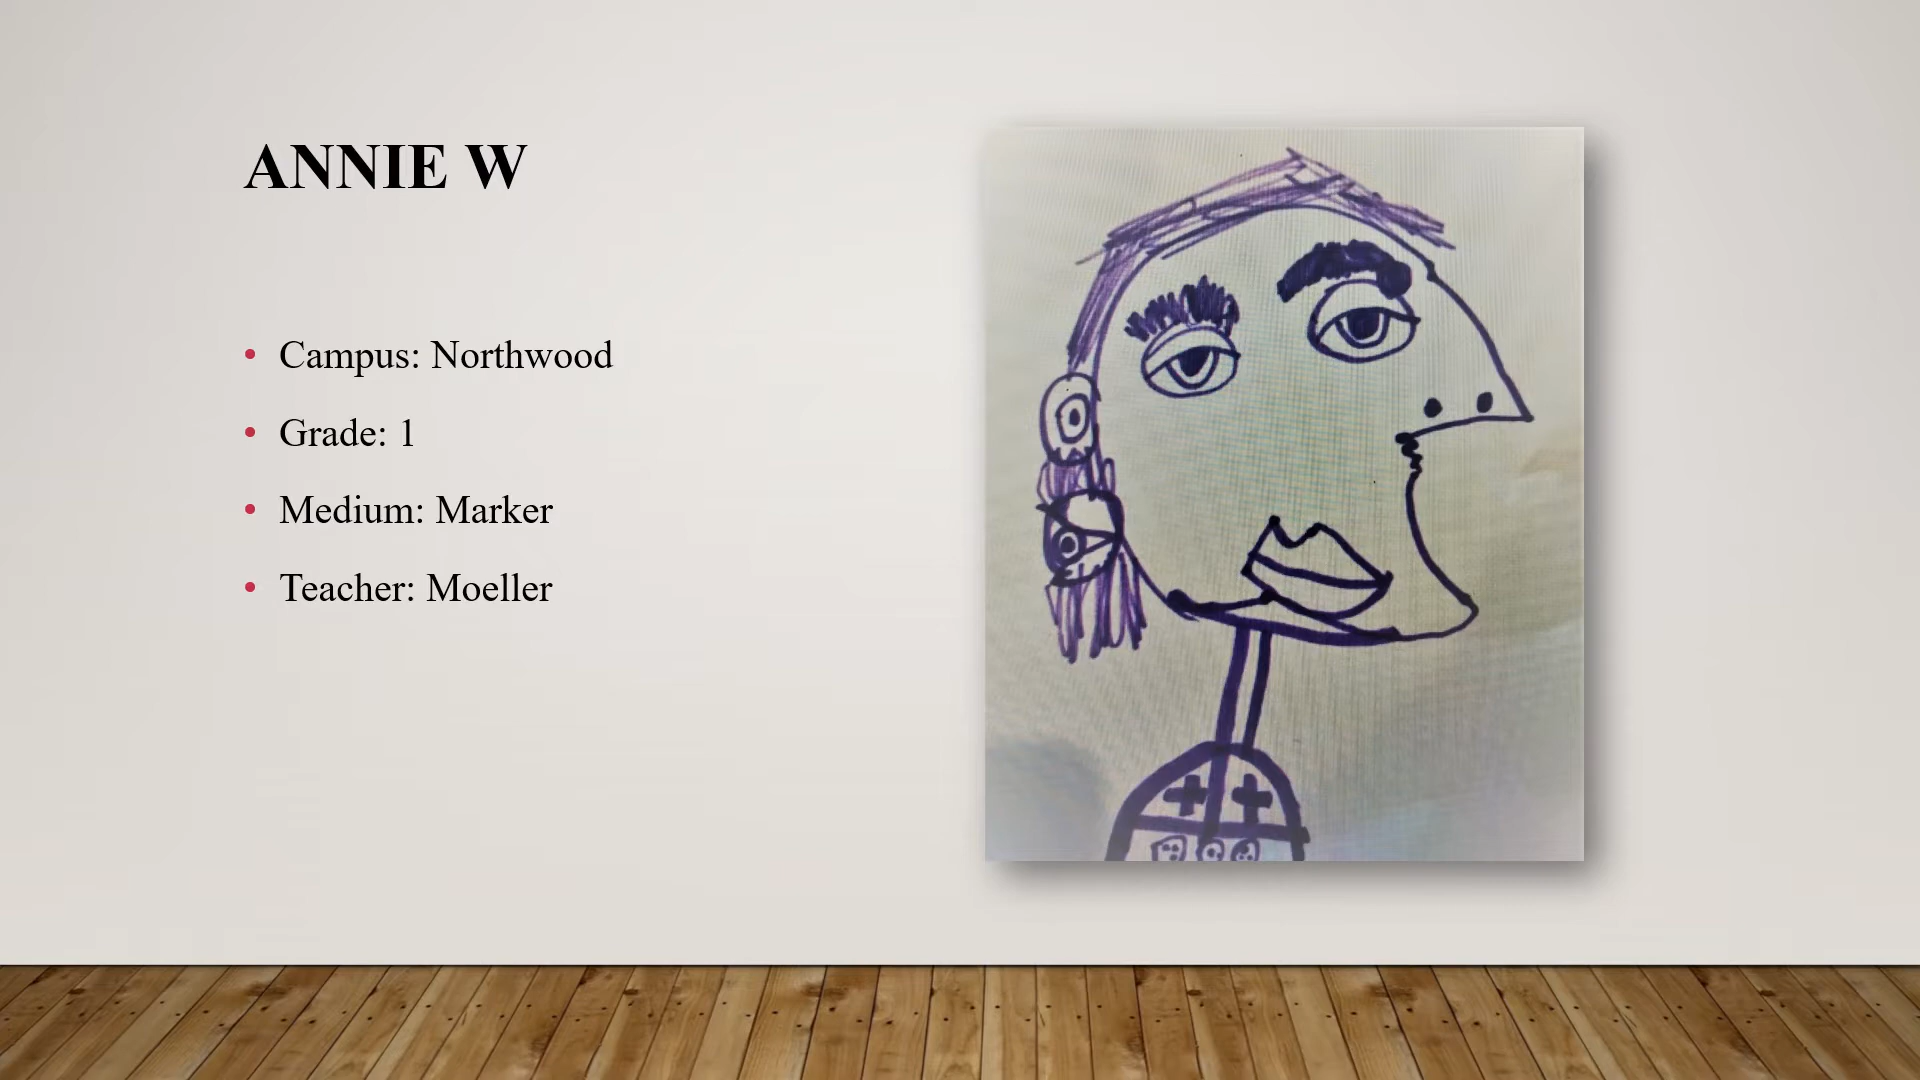 ANNIE W
• Campus: Northwood
• Grade: 1
• Medium: Marker
• Teacher: Moeller